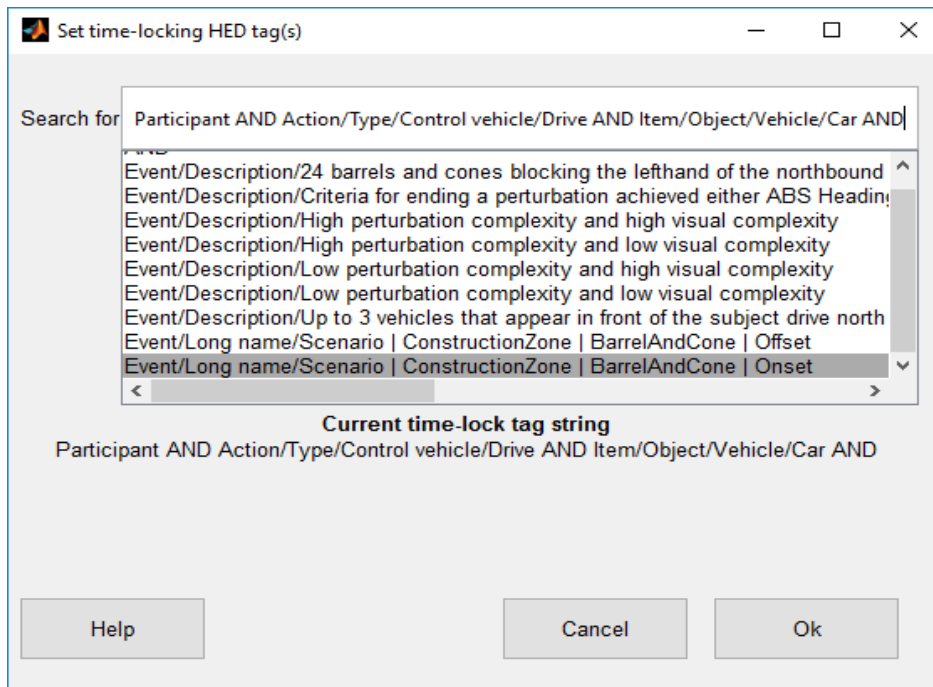 Set time-locking HED tag(s)
Search for Participant AND Action/Type/Control vehicle/Drive AND Item/Object/Vehicle/Car AND
AND
Event/Description/24 barrels and cones blocking the lefthand of the northbound
Event/Description/Criteria for ending a perturbation achieved either ABS Heading
Event/Description/High perturbation complexity and high visual complexity
Event/Description/High perturbation complexity and low visual complexity
Event/Description/Low perturbation complexity and high visual complexity
Event/Description/Low perturbation complexity and low visual complexity
Event/Description/Up to 3 vehicles that appear in front of the subject drive north
Event/Long name/Scenario | ConstructionZone | BarrelAndCone | Offset
Event/Long name/Scenario | ConstructionZone | BarrelAndCone | Onset
Current time-lock tag string
Participant AND Action/Type/Control vehicle/Drive AND Item/Object/Vehicle/Car AND
Help Cancel Ok